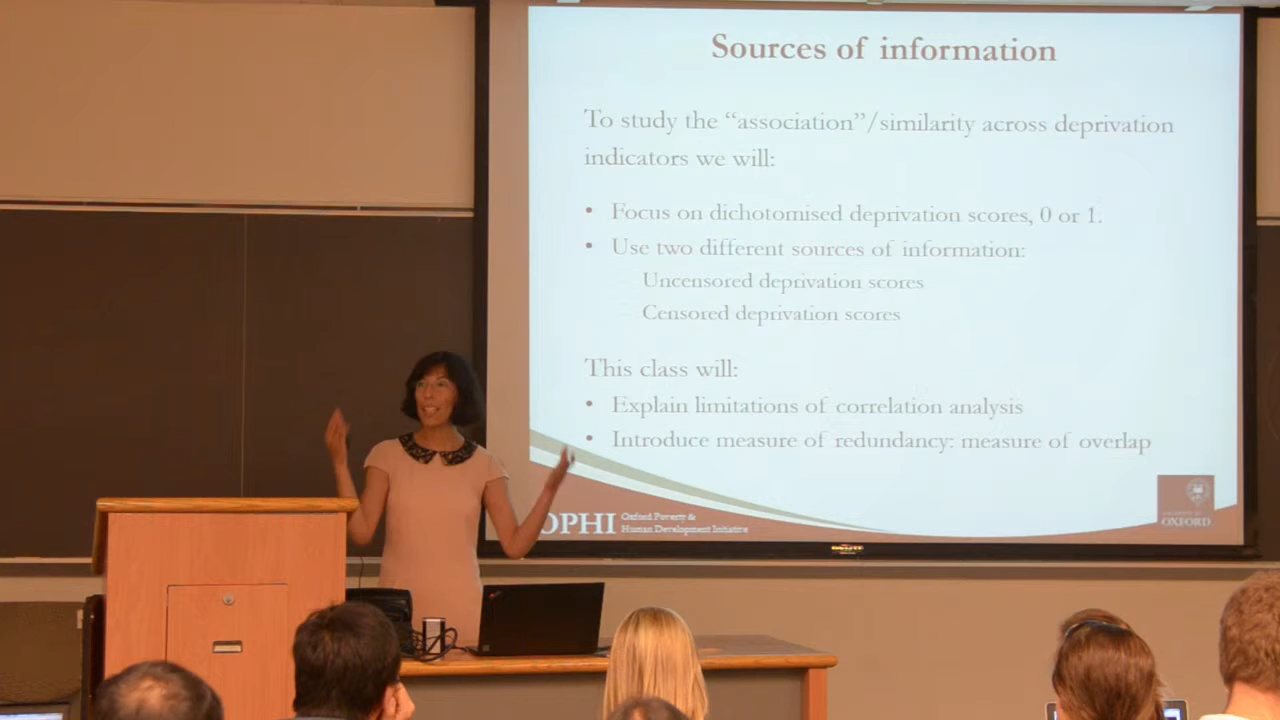 Sources of information
To study the “association”/similarity across deprivation
indicators we will:
• Focus on dichotomised deprivation scores, 0 or 1.
• Use two different sources of information:
Uncensored deprivation scores
Censored deprivation scores
This class will:
• Explain limitations of correlation analysis
• Introduce measure of redundancy: measure of overlap
OPHI
Oxford Poverty &
Human Development Initiative
UNIVERSITY OF
OXFORD